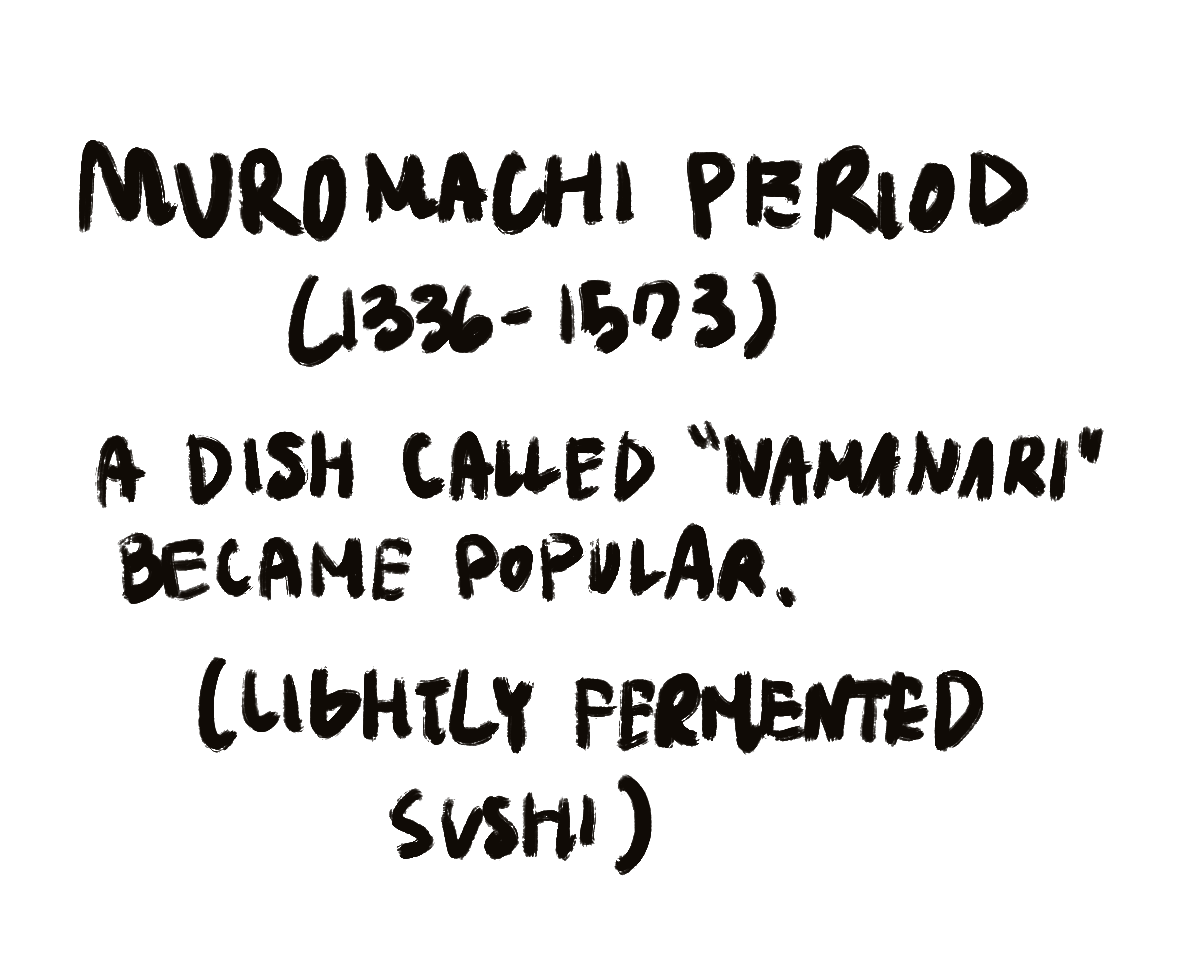 MUROMACHI PERIOD
(1336-1573)
A DISH CALLED "NAMANARI"
BECAME POPULAR.
(LIGHTLY FERMENTED
SUSHI)